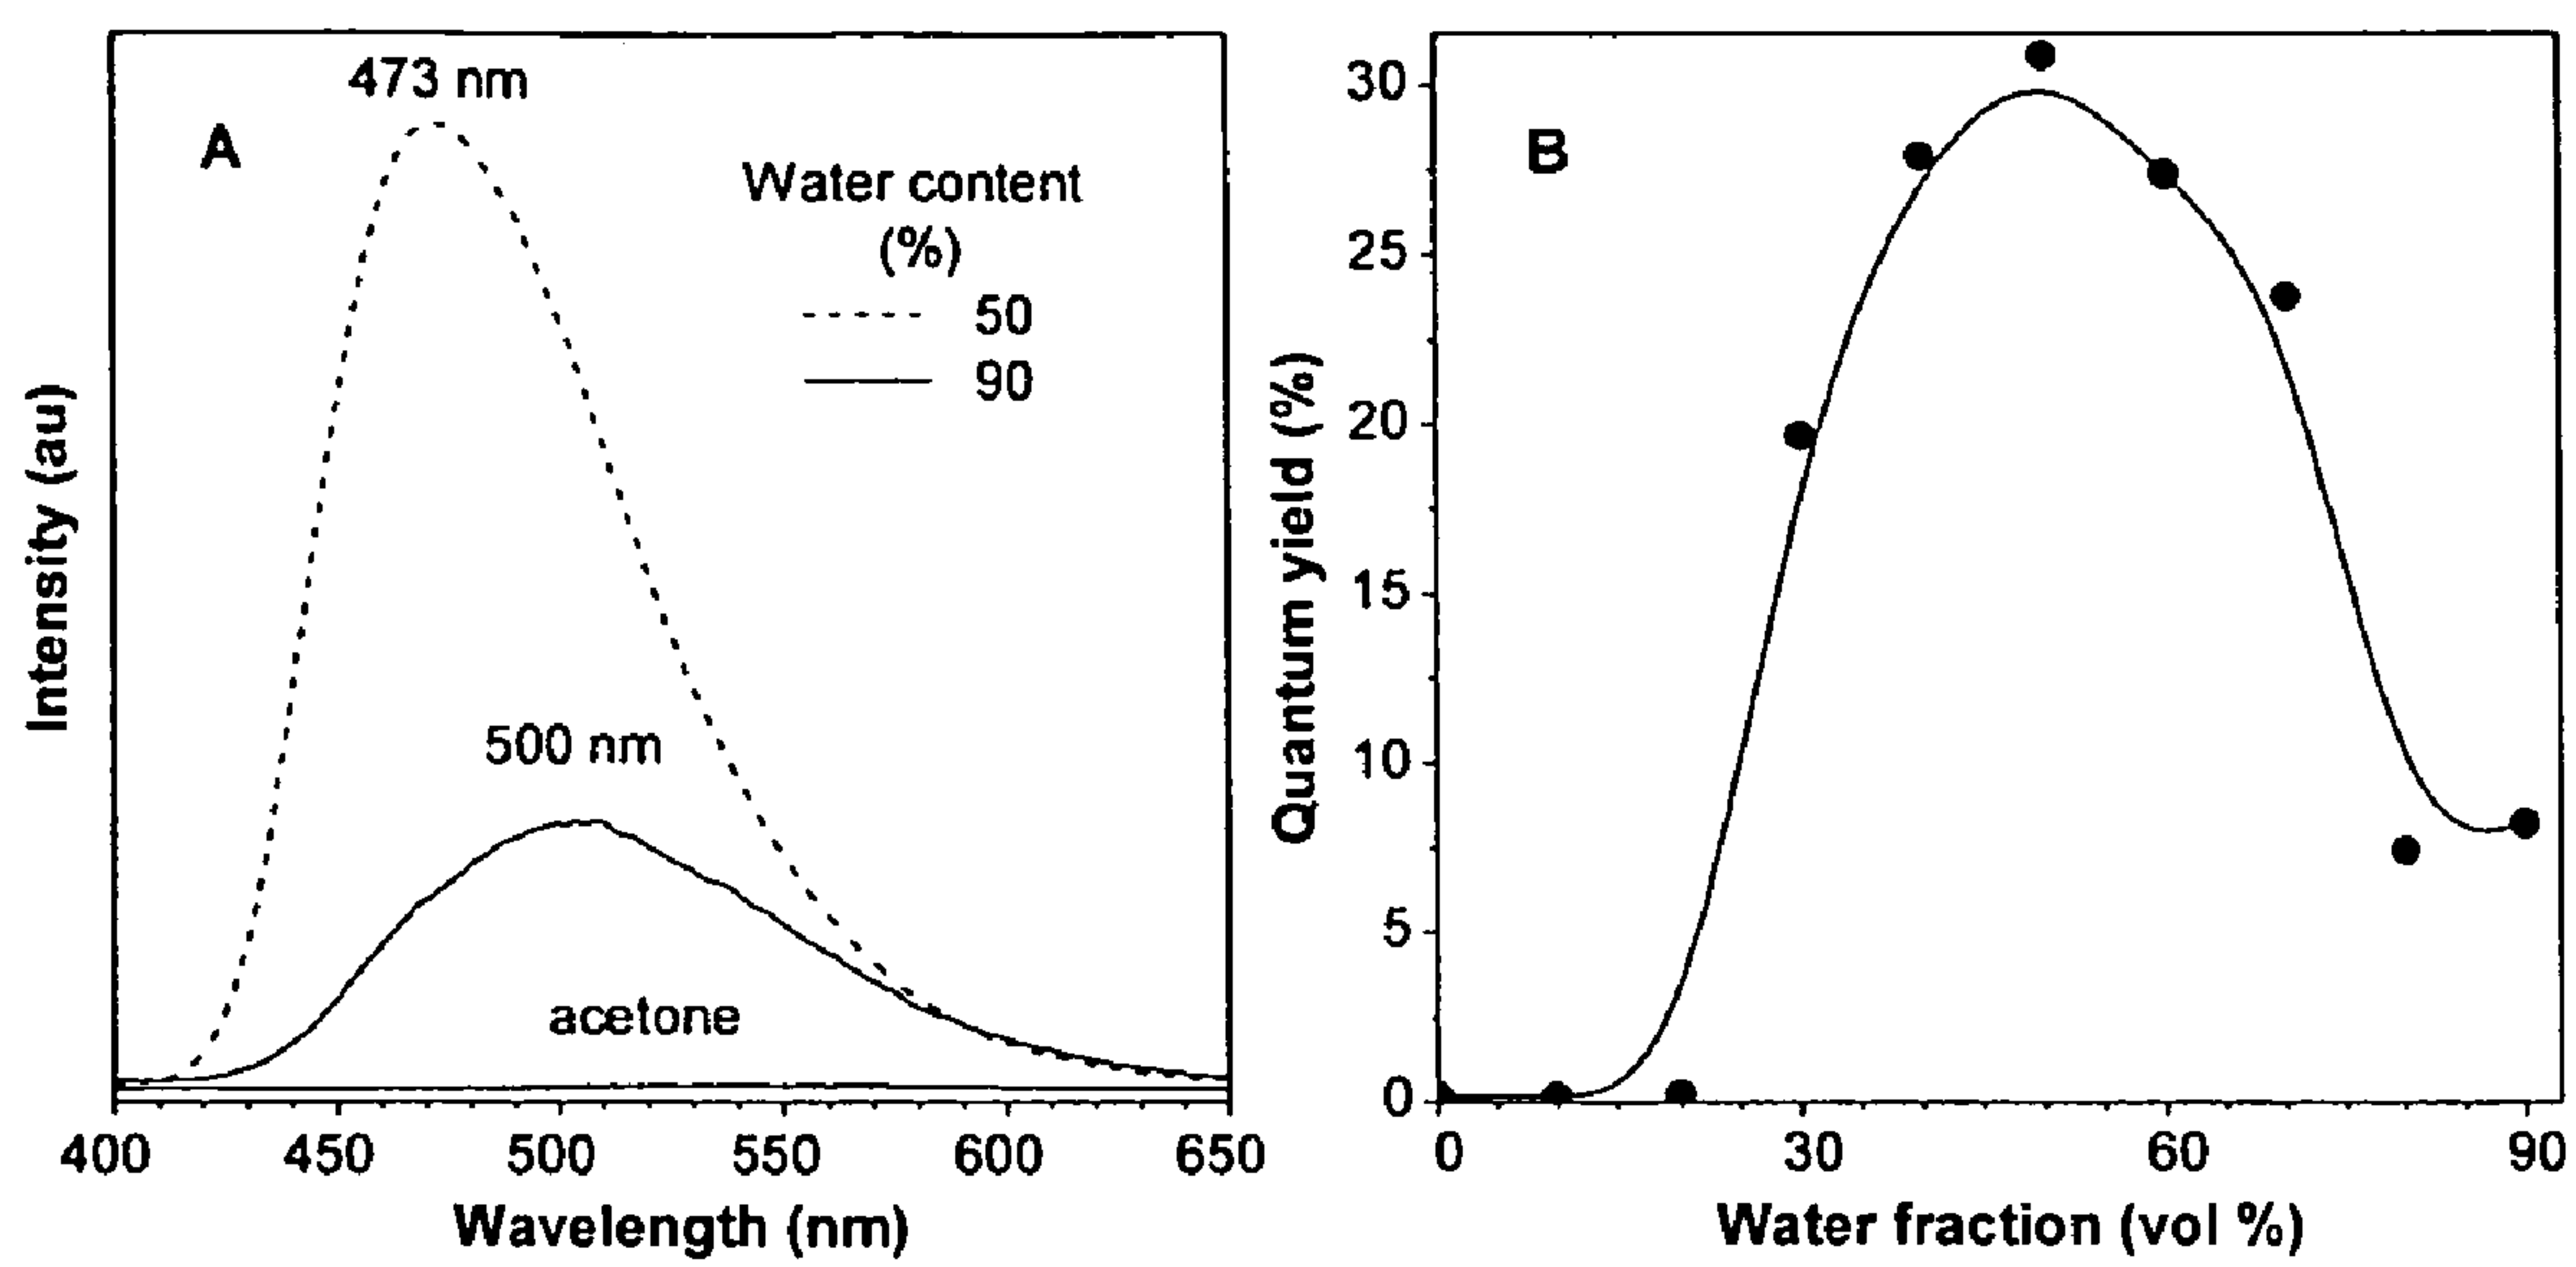 A
473 nm
Water content
(%)
50
90
500 nm
acetone
Intensity (au)
400 450 500 550 600 650
Wavelength (nm)
B
30
25
20
15
10
5
0
Quantum yield (%)
0 30 60 90
Water fraction (vol %)